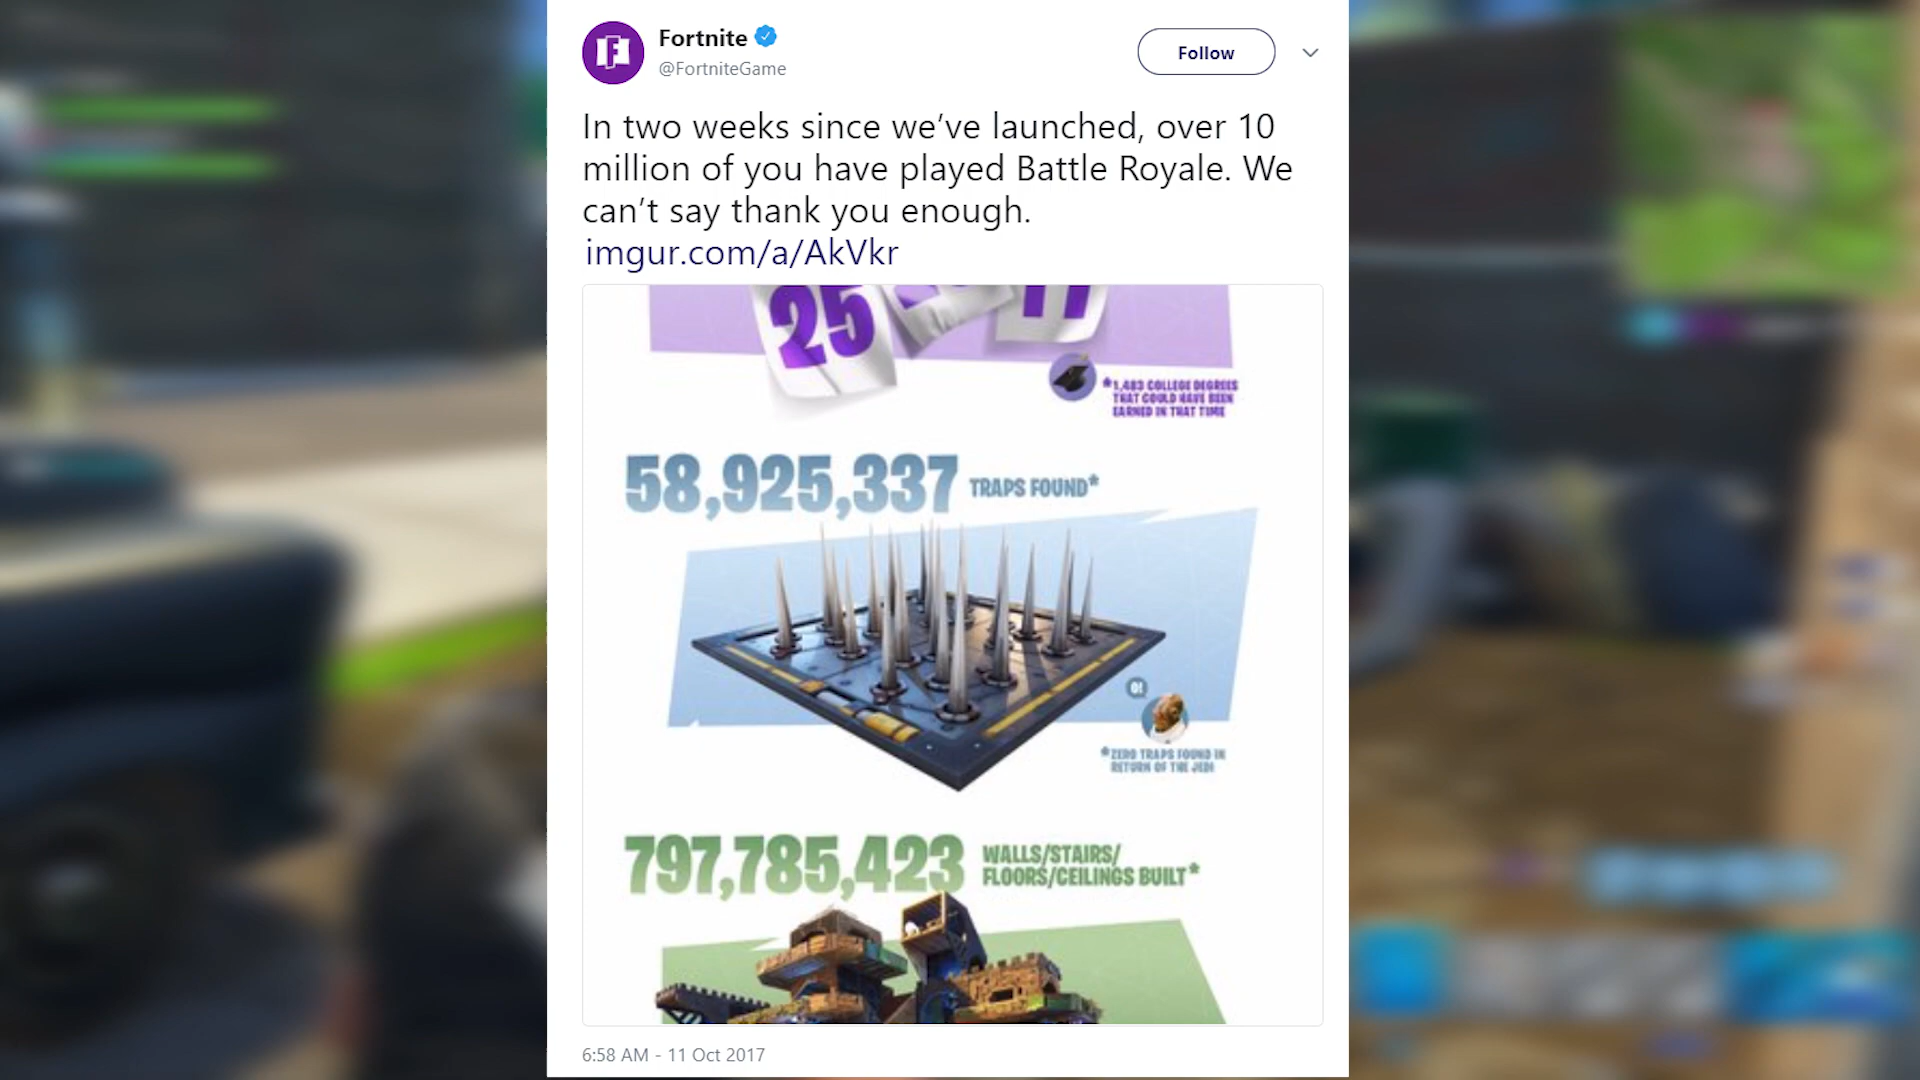 Fortnite
@FortniteGame
Follow
In two weeks since we've launched, over 10
million of you have played Battle Royale. We
can't say thank you enough.
imgur.com/a/AkVkr
25
*1,483 COLLEGE DEGREES
THAT COULD HAVE BEEN
EARNED IN THAT TIME
58,925,337 TRAPS FOUND*
0!
*ZERO TRAPS FOUND IN
RETURN OF THE JEDI
797,785,423 WALLS/STAIRS/
FLOORS/CEILINGS BUILT*
6:58 AM - 11 Oct 2017